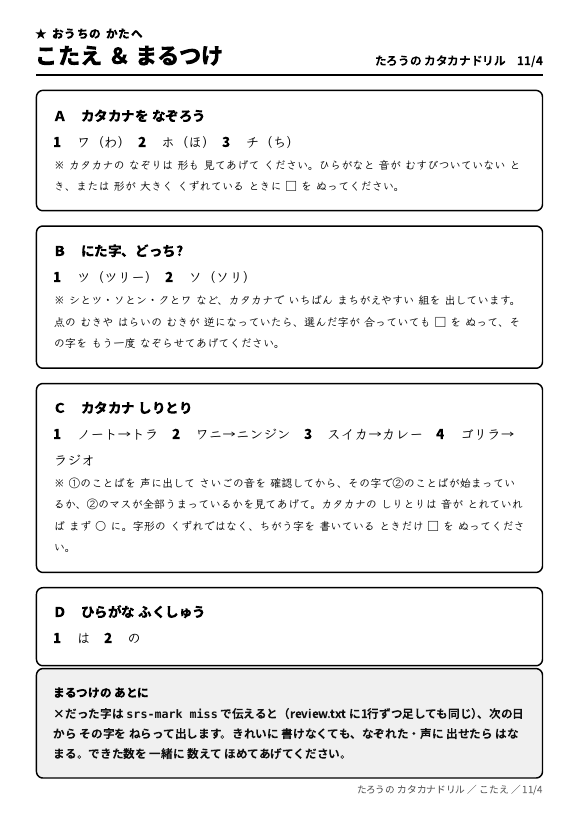 ★ おうちの かたへ
こたえ ＆ まるつけ
たろうの カタカナドリル　11/4
A　カタカナを なぞろう
1　ワ（わ）　2　ホ（ほ）　3　チ（ち）
※ カタカナの なぞりは 形も 見てあげて ください。ひらがなと 音が むすびついていない と
き、または 形が 大きく くずれている ときに □ を ぬってください。
B　にた字、どっち?
1　ツ（ツリー）　2　ソ（ソリ）
※ シとツ・ソとン・クとワ など、カタカナで いちばん まちがえやすい 組を 出しています。
点の むきや はらいの むきが 逆になっていたら、選んだ字が 合っていても □ を ぬって、そ
の字を もう一度 なぞらせてあげてください。
C　カタカナ しりとり
1　ノート→トラ　2　ワニ→ニンジン　3　スイカ→カレー　4　ゴリラ→
ラジオ
※ ①のことばを 声に出して さいごの音を 確認してから、その字で②のことばが始まってい
るか、②のマスが全部うまっているかを見てあげて。カタカナの しりとりは 音が とれていれ
ば まず ○ に。字形の くずれではなく、ちがう字を 書いている ときだけ □ を ぬってくださ
い。
D　ひらがな ふくしゅう
1　は　2　の
まるつけの あとに
×だった字は srs-mark miss で伝えると（review.txt に1行ずつ足しても同じ）、次の日
から その字を ねらって出します。きれいに 書けなくても、なぞれた・声に 出せたら はな
まる。できた数を 一緒に 数えて ほめてあげてください。
たろうの カタカナドリル ／ こたえ ／ 11/4